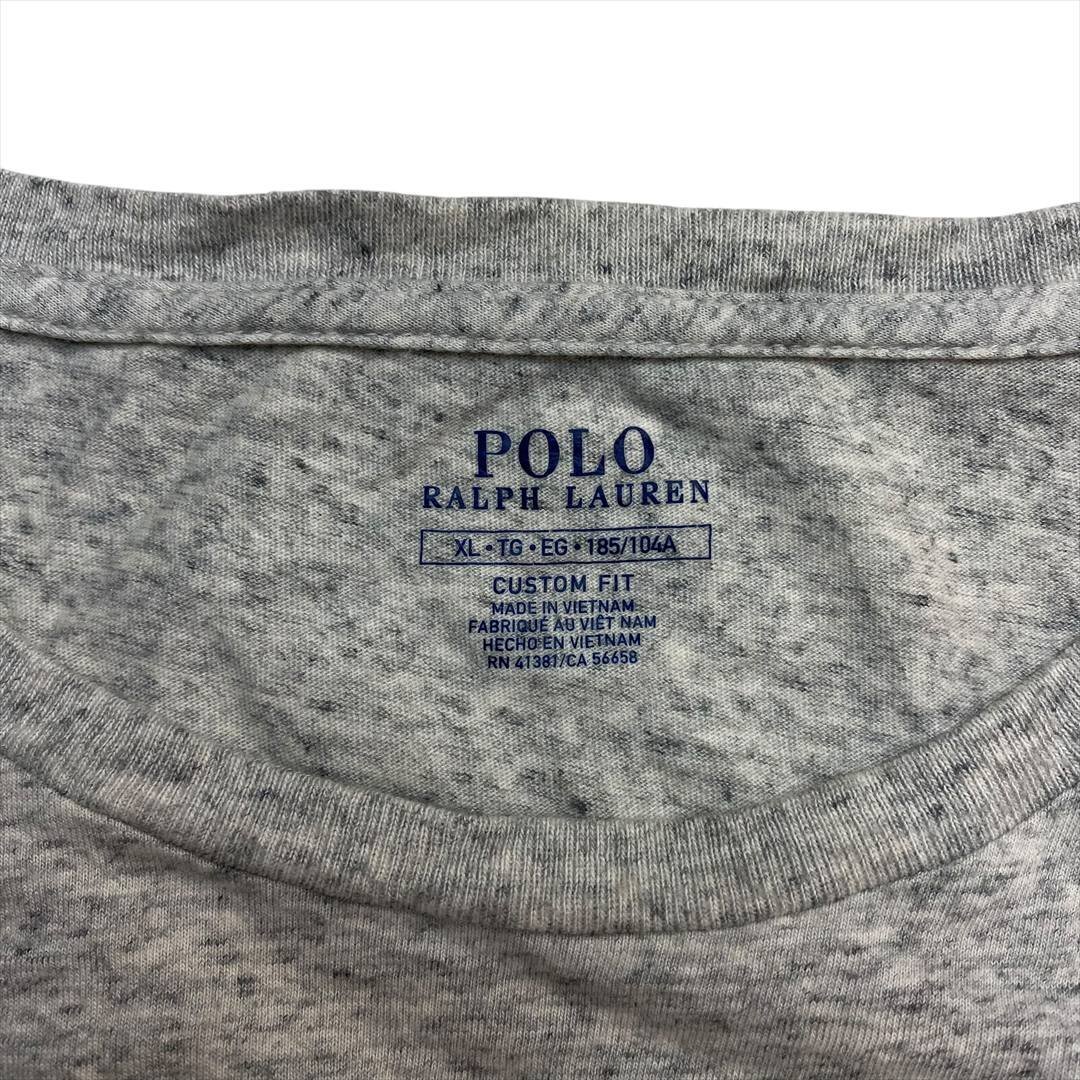 POLO
RALPH LAUREN
XL • TG • EG • 185/104A
CUSTOM FIT
MADE IN VIETNAM
FABRIQUÉ AU VIÊT NAM
HECHO EN VIETNAM
RN 41381/CA 56658